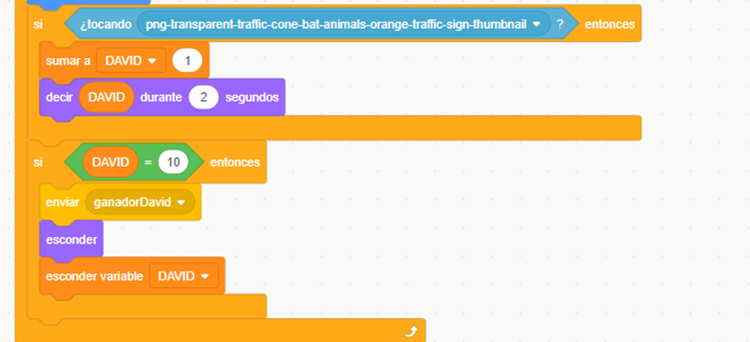 si ¿tocando png-transparent-traffic-cone-bat-animals-orange-traffic-sign-thumbnail ? entonces
sumar a DAVID 1
decir DAVID durante 2 segundos
si DAVID = 10 entonces
enviar ganadorDavid
esconder
esconder variable DAVID